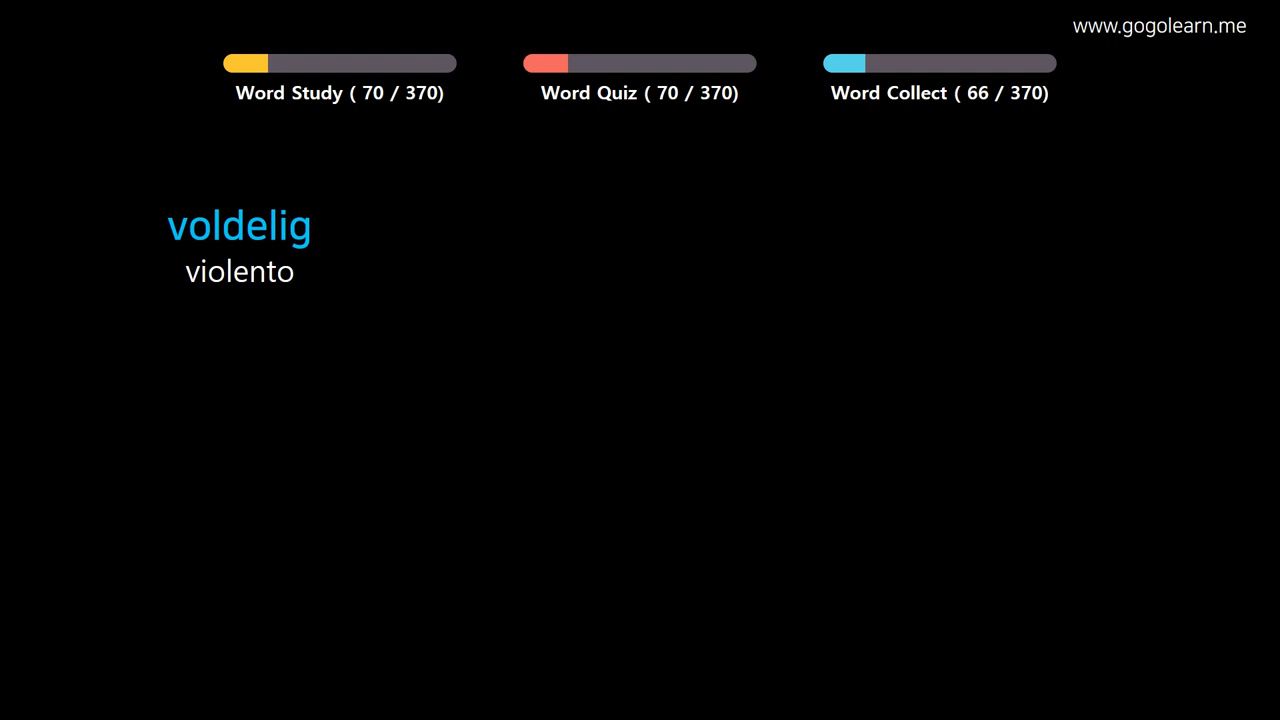 www.gogolearn.me
Word Study ( 70 / 370)
Word Quiz ( 70 / 370)
Word Collect ( 66 / 370)
voldelig
violento